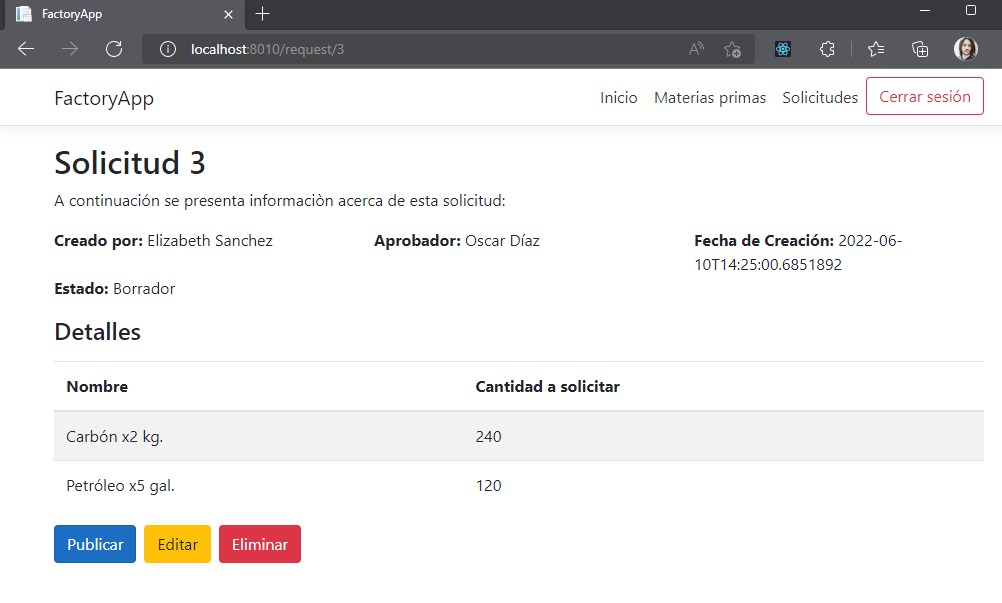 FactoryApp
localhost:8010/request/3
FactoryApp
Inicio Materias primas Solicitudes Cerrar sesión
Solicitud 3
A continuación se presenta informaciòn acerca de esta solicitud:
Creado por: Elizabeth Sanchez
Aprobador: Oscar Díaz
Fecha de Creación: 2022-06-
10T14:25:00.6851892
Estado: Borrador
Detalles
Nombre Cantidad a solicitar
Carbón x2 kg. 240
Petróleo x5 gal. 120
Publicar Editar Eliminar